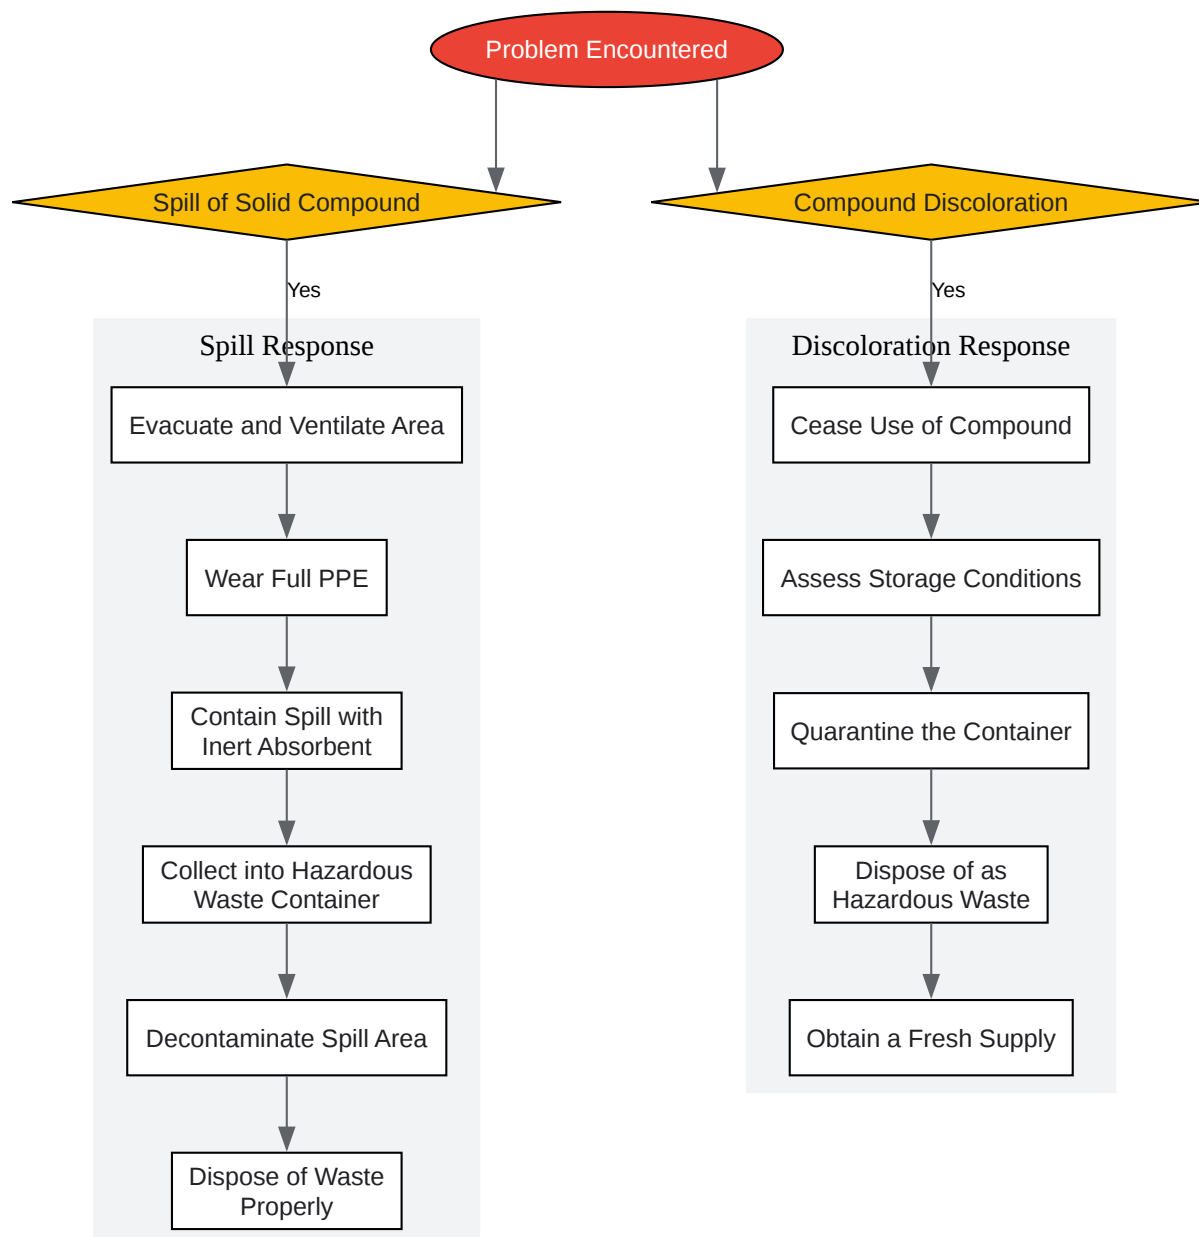 Problem Encountered
Spill of Solid Compound
Compound Discoloration
Yes
Yes
Spill Response
Discoloration Response
Evacuate and Ventilate Area
Cease Use of Compound
Wear Full PPE
Assess Storage Conditions
Contain Spill with
Inert Absorbent
Quarantine the Container
Collect into Hazardous
Waste Container
Dispose of as
Hazardous Waste
Decontaminate Spill Area
Obtain a Fresh Supply
Dispose of Waste
Properly